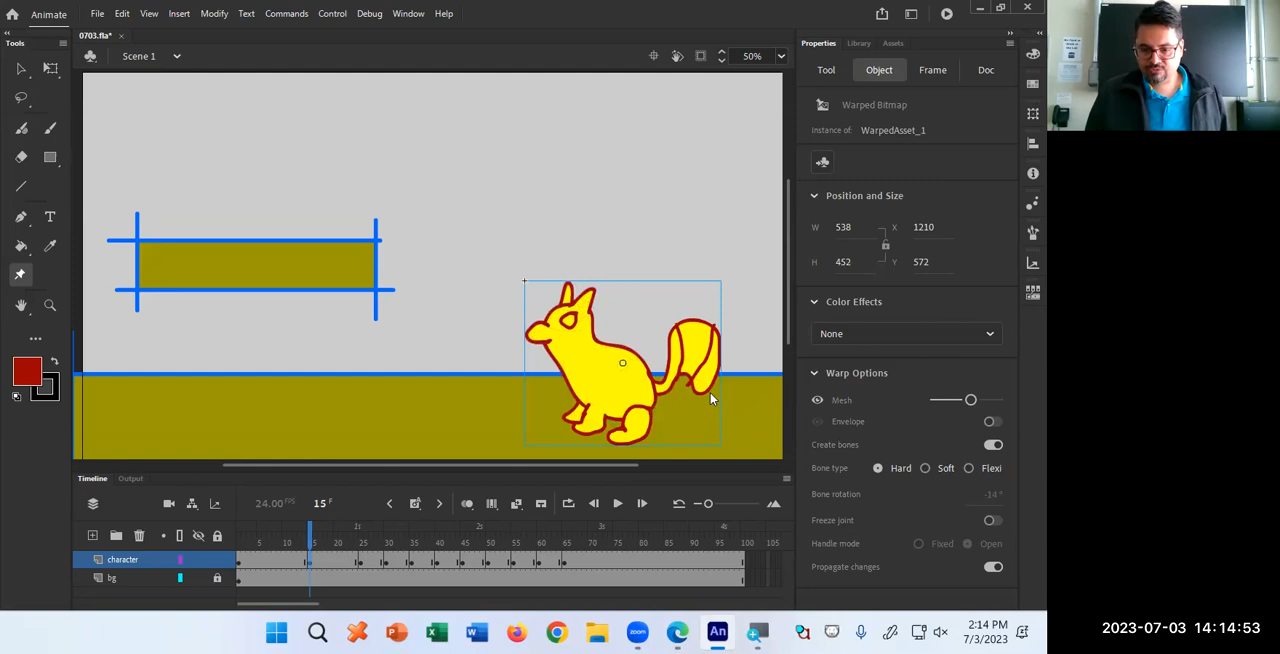 Animate File Edit View Insert Modify Text Commands Control Debug Window Help
0703.fla*
Tools
Scene 1
50%
Properties Library Assets
Tool Object Frame Doc
Warped Bitmap
Instance of: WarpedAsset_1
Position and Size
W 538 X 1210
H 452 Y 572
Color Effects
None
Warp Options
Mesh
Envelope
Create bones
Bone type Hard Soft Flexi
Bone rotation -14°
Freeze joint
Handle mode Fixed Open
Propagate changes
Timeline Output
24.00 FPS 15 F
1s 2s 3s 4s
5 10 15 20 25 30 35 40 45 50 55 60 65 70 75 80 85 90 95 100 105
character
bg
2:14 PM
7/3/2023
2023-07-03 14:14:53